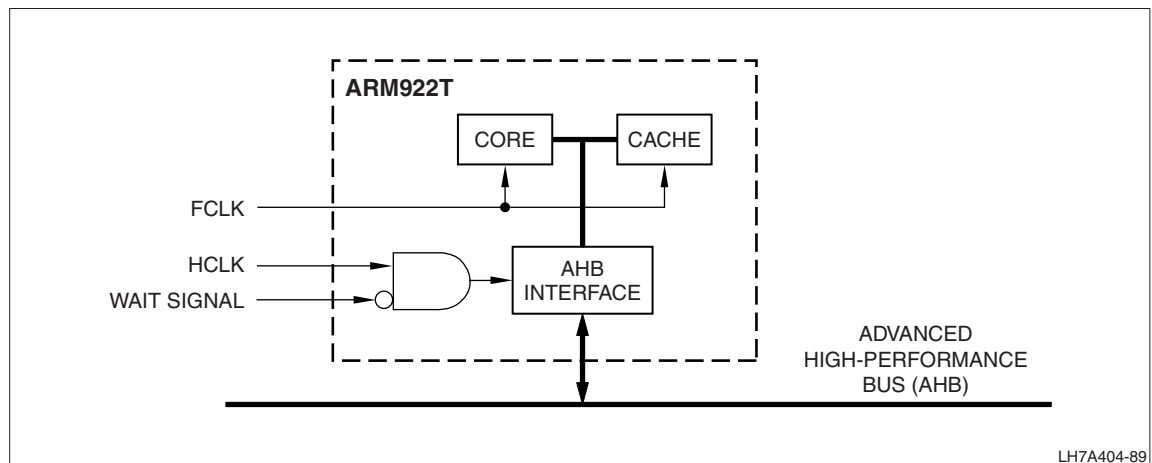 ARM922T
CORE
CACHE
FCLK
HCLK
WAIT SIGNAL
AHB
INTERFACE
ADVANCED
HIGH-PERFORMANCE
BUS (AHB)
LH7A404-89